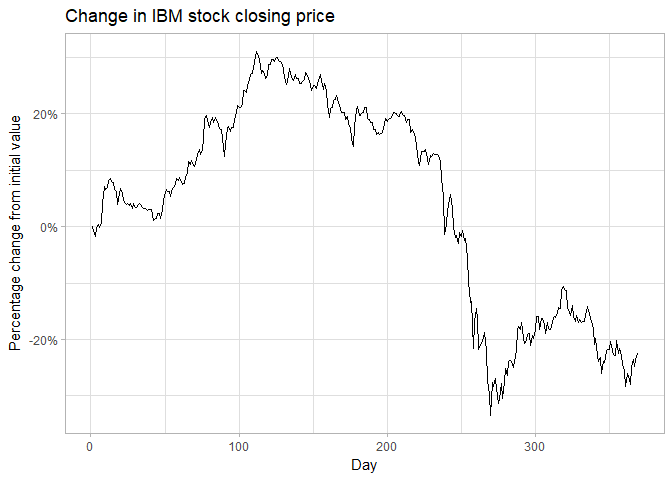 Change in IBM stock closing price
Percentage change from initial value
20%
0%
-20%
0
100
200
300
Day